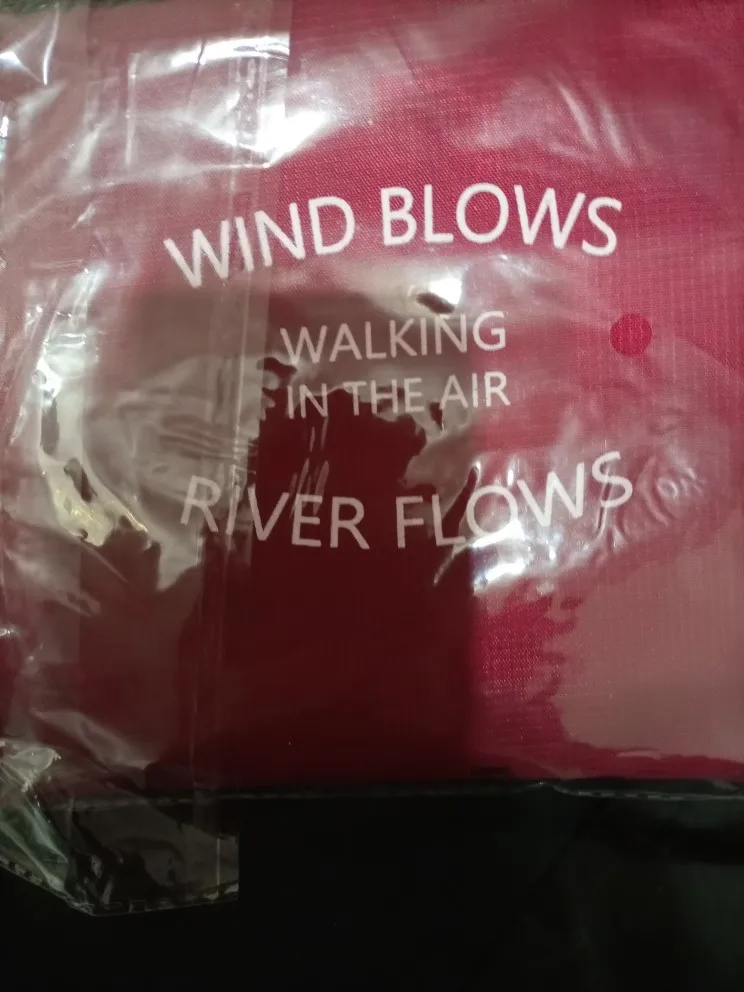 WIND BLOWS
WALKING
IN THE AIR
RIVER FLOWS